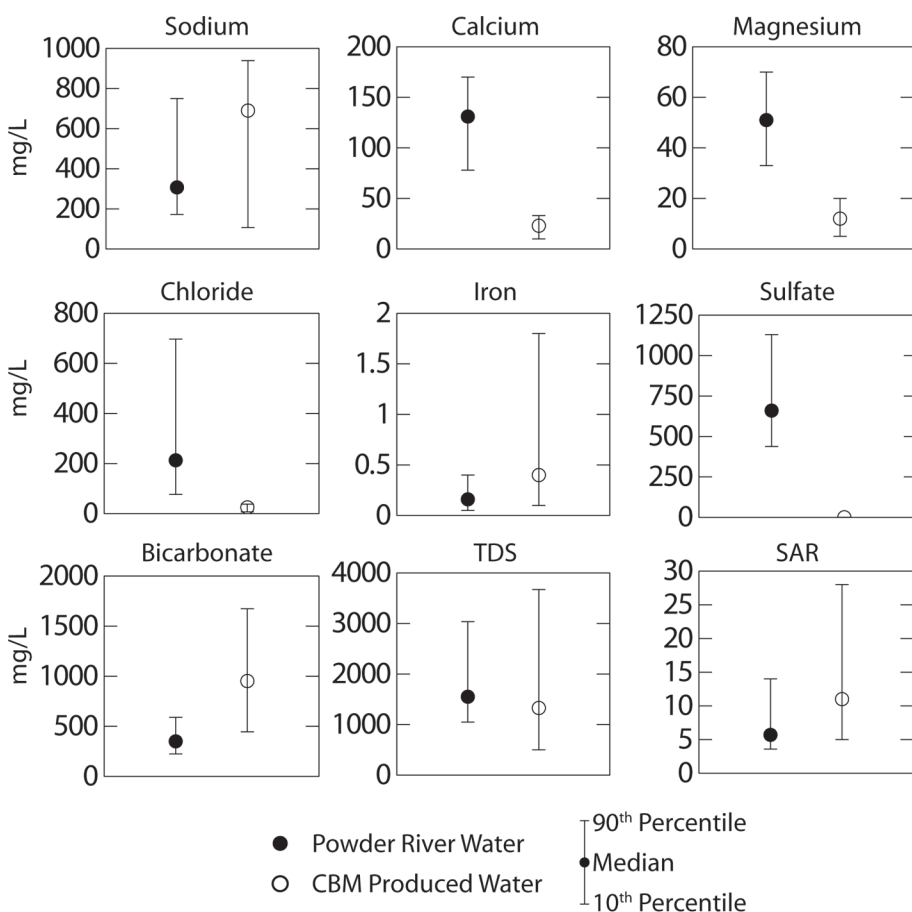 Sodium
1000
800
600
400
200
0
mg/L
Calcium
200
150
100
50
0
Magnesium
80
60
40
20
0
Chloride
800
600
400
200
0
mg/L
Iron
2
1.5
1
0.5
0
Sulfate
1250
1000
750
500
250
0
Bicarbonate
2000
1500
1000
500
0
mg/L
TDS
4000
3000
2000
1000
0
SAR
30
25
20
15
10
5
0
Powder River Water
CBM Produced Water
90th Percentile
Median
10th Percentile